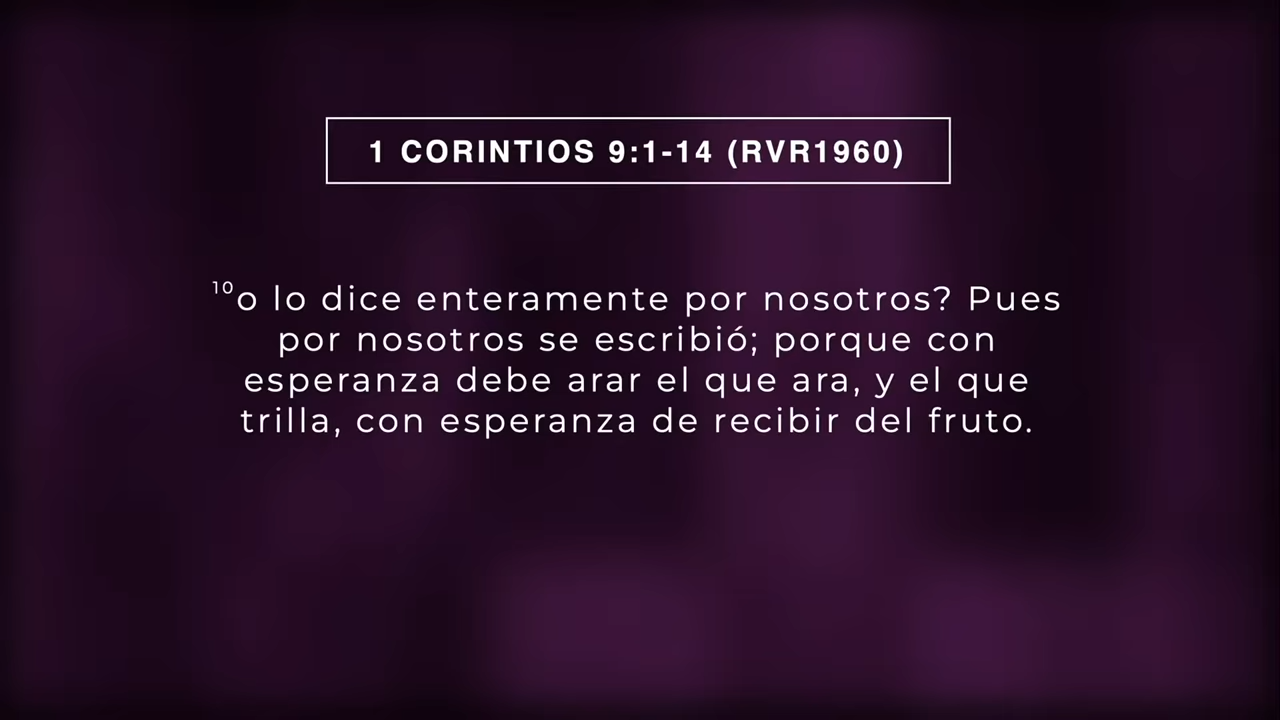 1 CORINTIOS 9:1-14 (RVR1960)
¹⁰o lo dice enteramente por nosotros? Pues
por nosotros se escribió; porque con
esperanza debe arar el que ara, y el que
trilla, con esperanza de recibir del fruto.